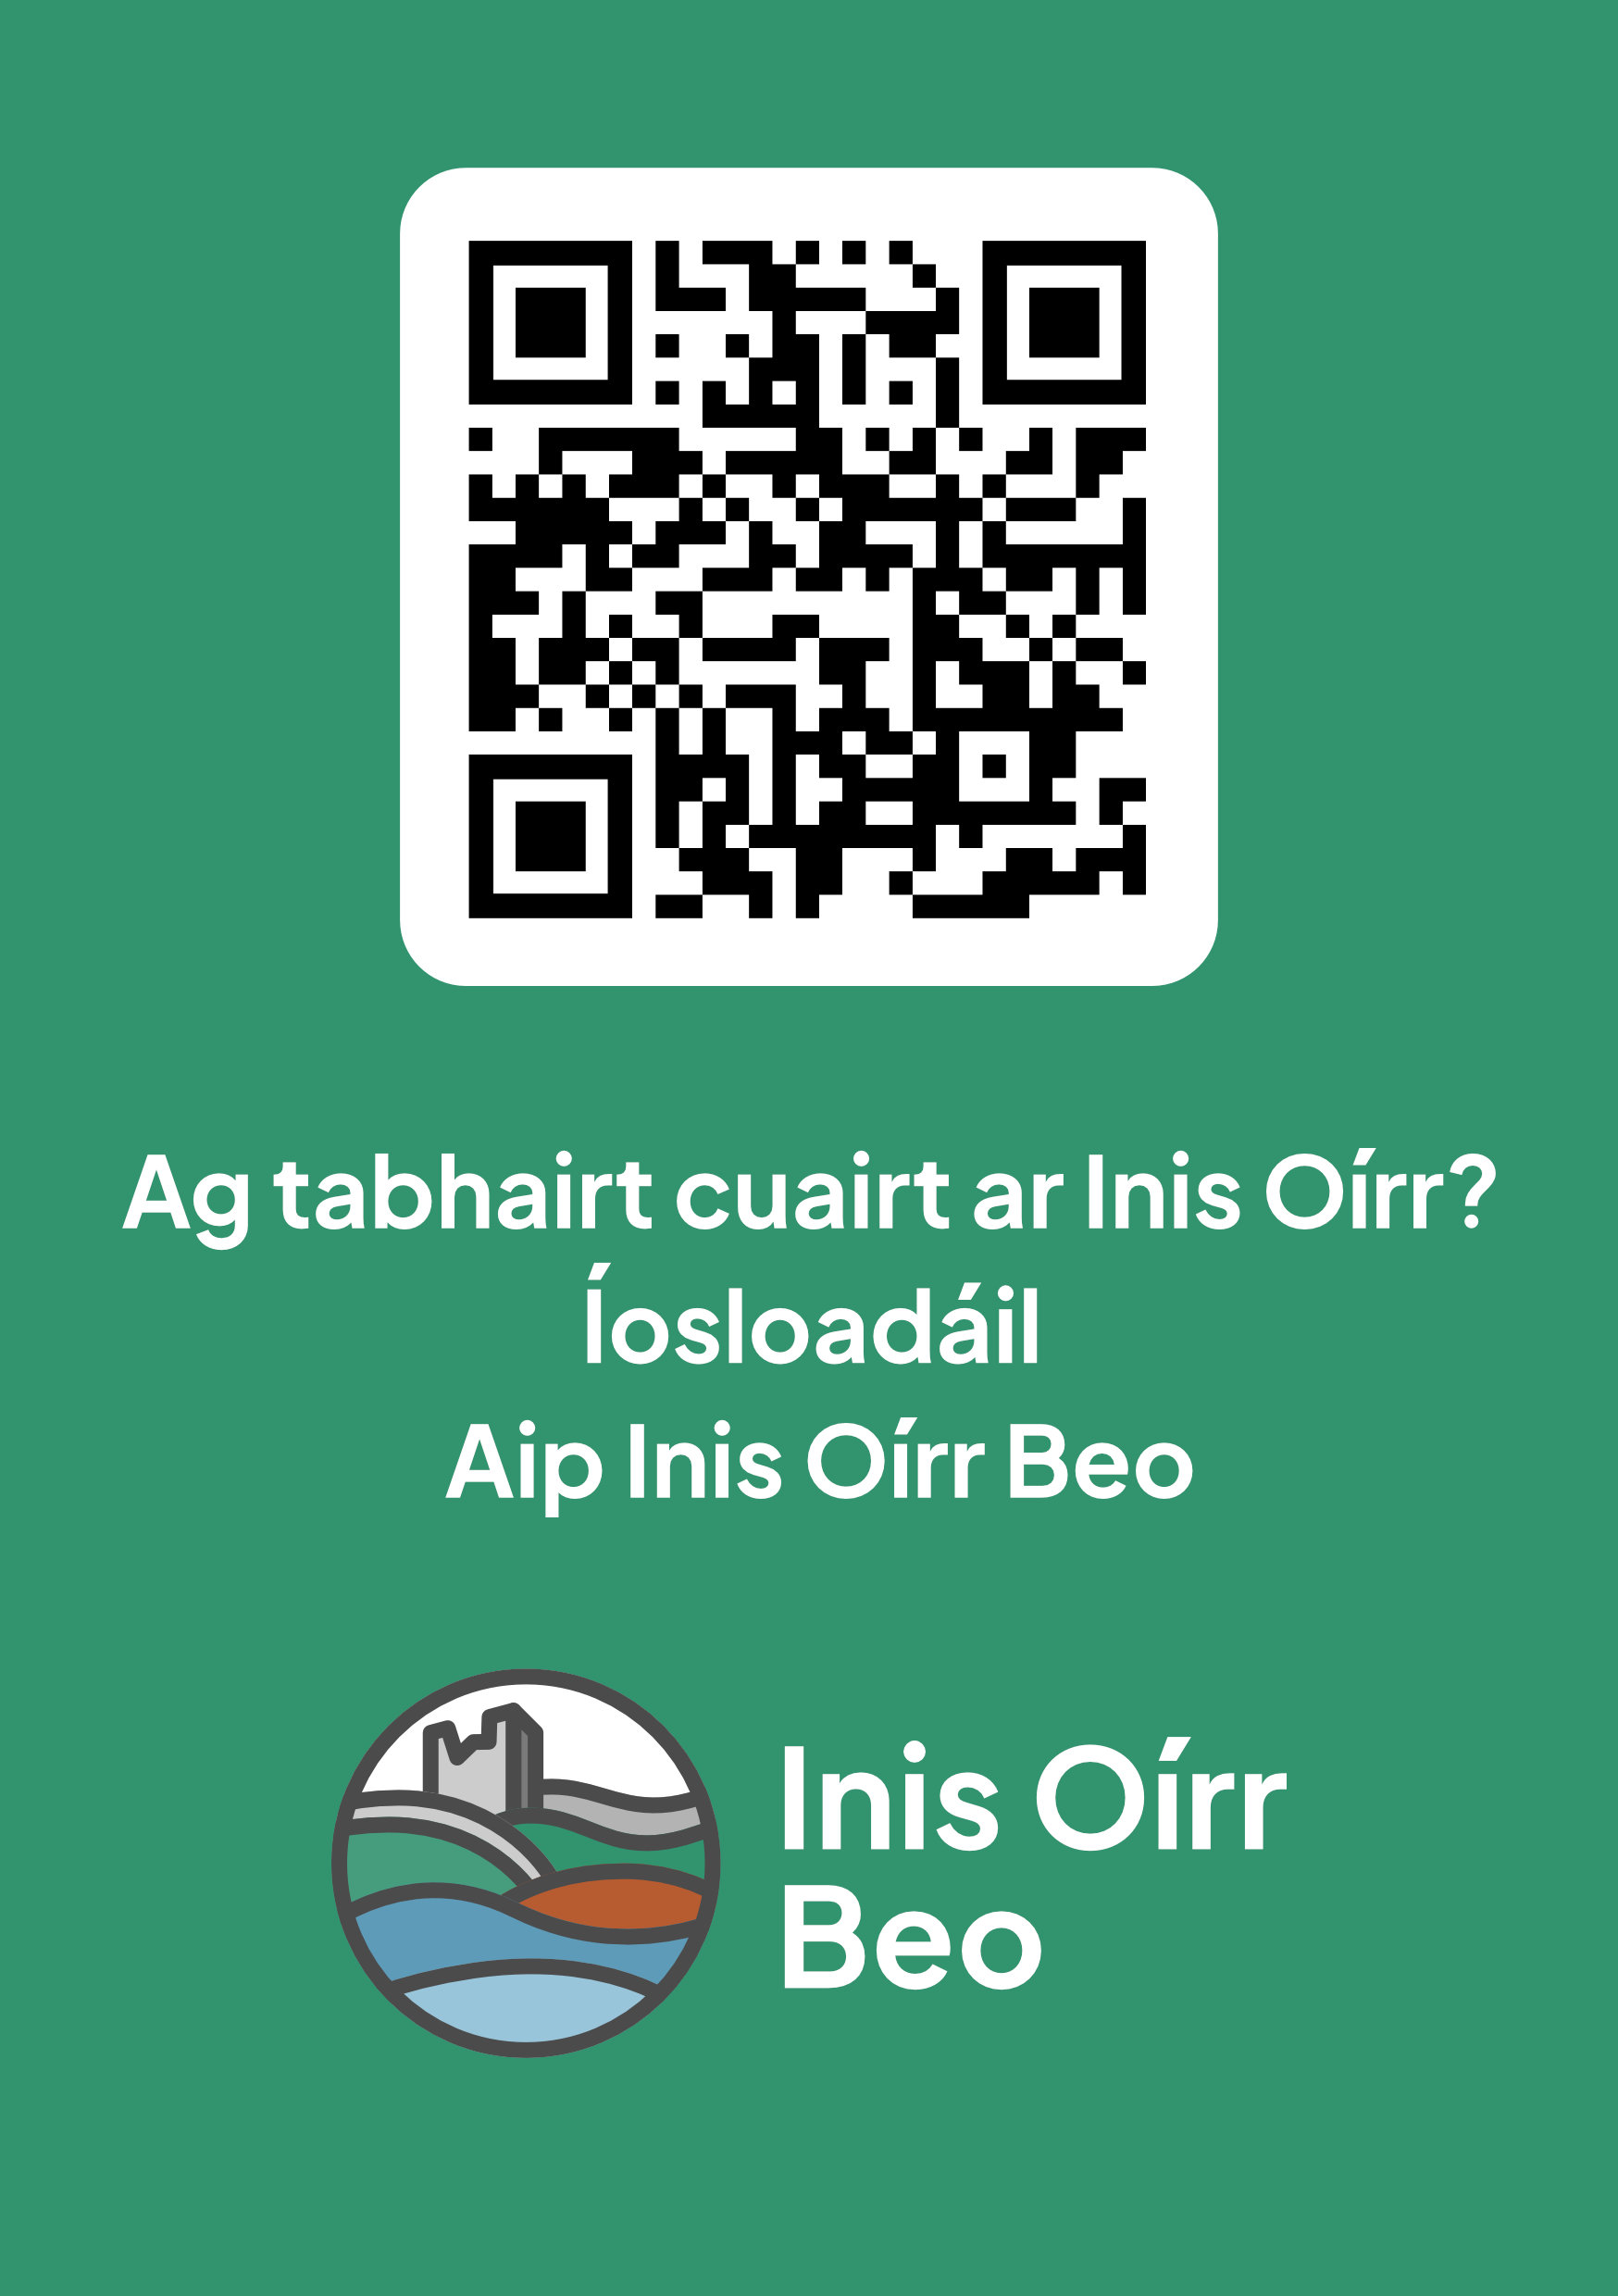 Ag tabhairt cuairt ar Inis Oírr?
Íosloadáil
Aip Inis Oírr Beo
Inis Oírr
Beo